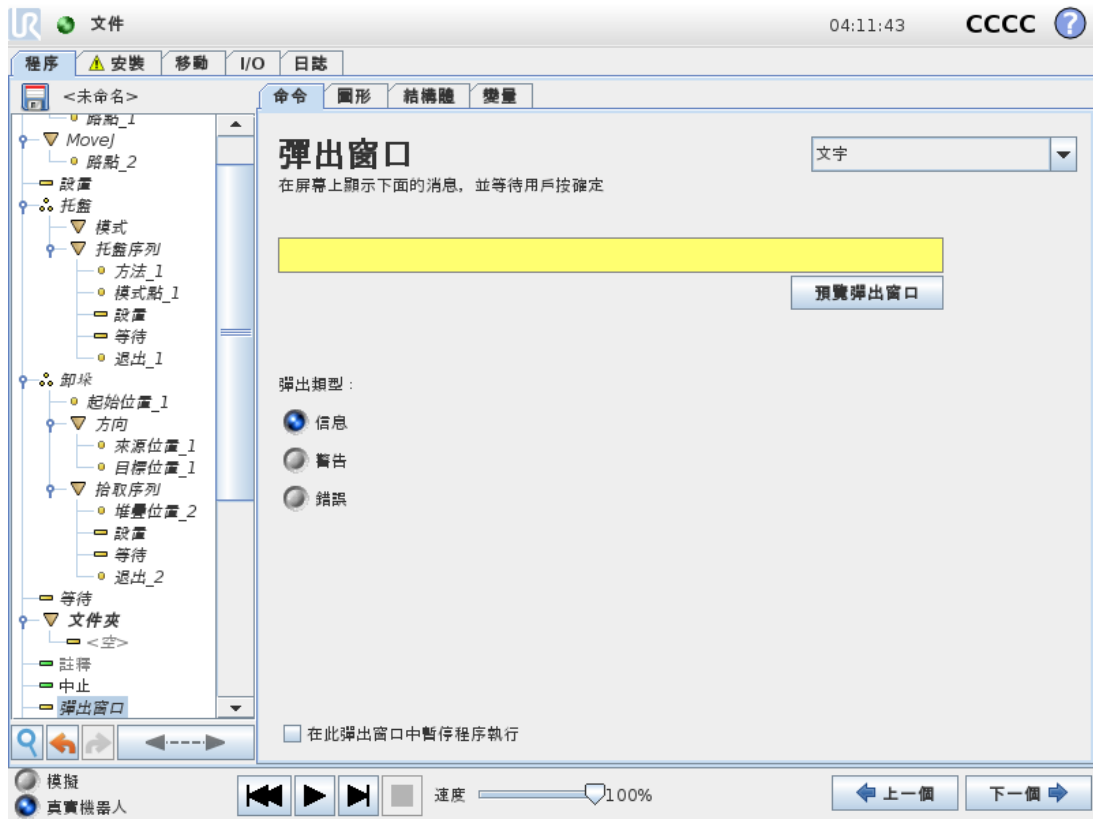 UR 文件 04:11:43 CCCC ?
程序 安裝 移動 I/O 日誌
<未命名>
命令 圖形 結構體 變量
路點_1
MoveJ
路點_2
設置
托盤
模式
托盤序列
方法_1
模式點_1
設置
等待
退出_1
卸垛
起始位置_1
方向
來源位置_1
目標位置_1
拾取序列
堆疊位置_2
設置
等待
退出_2
等待
文件夾
<空>
註釋
中止
彈出窗口
彈出窗口
文字
在屏幕上顯示下面的消息，並等待用戶按確定
預覽彈出窗口
彈出類型：
信息
警告
錯誤
在此彈出窗口中暫停程序執行
模擬
真實機器人
速度 100%
上一個
下一個